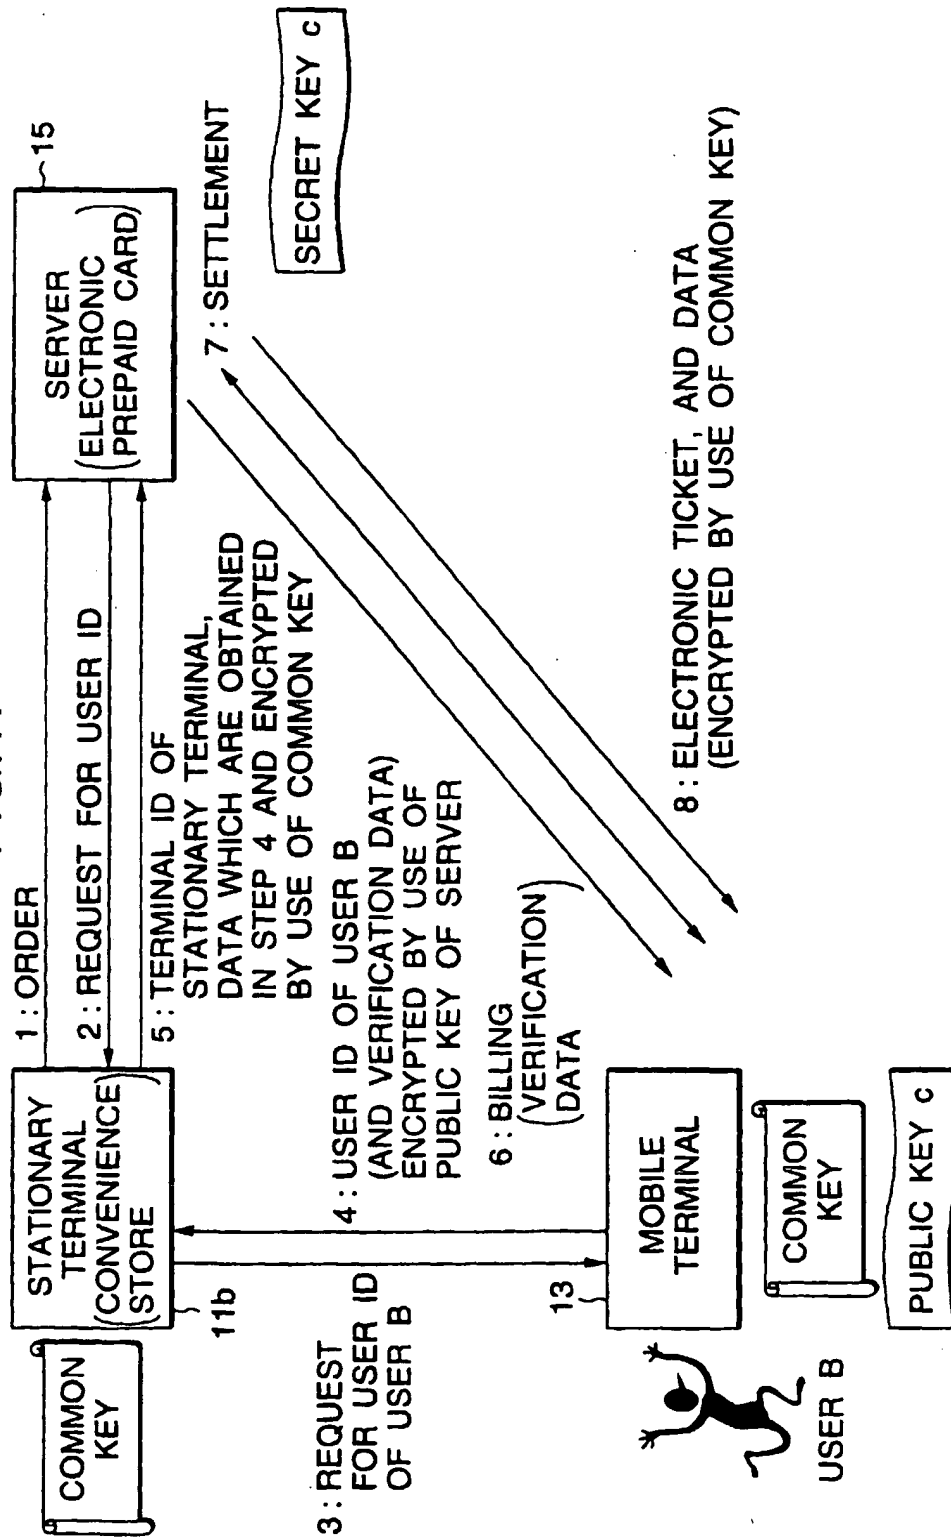 1 : ORDER
2 : REQUEST FOR USER ID
5 : TERMINAL ID OF
STATIONARY TERMINAL,
DATA WHICH ARE OBTAINED
IN STEP 4 AND ENCRYPTED
BY USE OF COMMON KEY
COMMON
KEY
STATIONARY
TERMINAL
(CONVENIENCE
STORE)
11b
SERVER
(ELECTRONIC
PREPAID CARD)
15
7 : SETTLEMENT
SECRET KEY c
3 : REQUEST
FOR USER ID
OF USER B
4 : USER ID OF USER B
(AND VERIFICATION DATA)
ENCRYPTED BY USE OF
PUBLIC KEY OF SERVER
6 : BILLING
(VERIFICATION
DATA)
8 : ELECTRONIC TICKET, AND DATA
(ENCRYPTED BY USE OF COMMON KEY)
13
MOBILE
TERMINAL
USER B
COMMON
KEY
PUBLIC KEY c